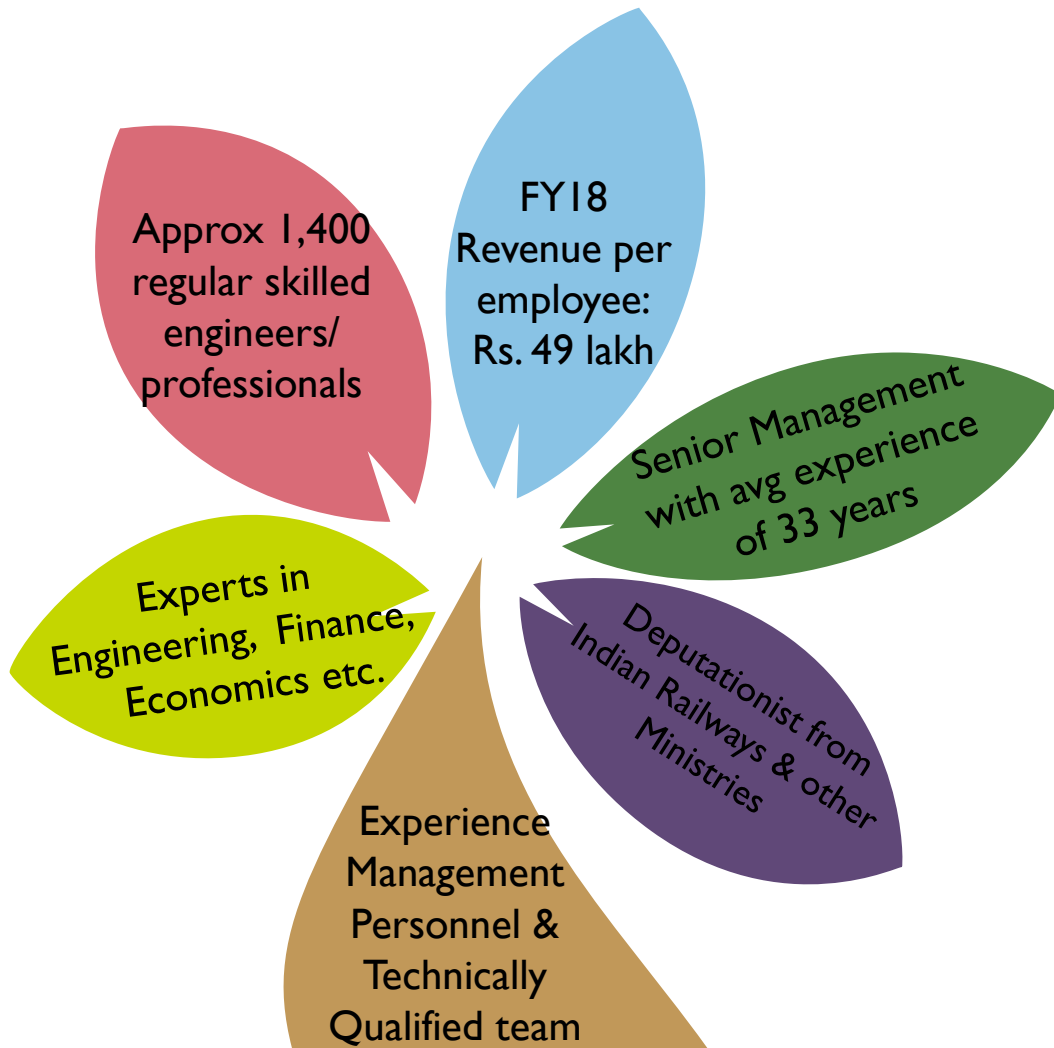 Approx 1,400
regular skilled
engineers/
professionals
FY18
Revenue per
employee:
Rs. 49 lakh
Senior Management
with avg experience
of 33 years
Experts in
Engineering, Finance,
Economics etc.
Deputationist from
Indian Railways & other
Ministries
Experience
Management
Personnel &
Technically
Qualified team